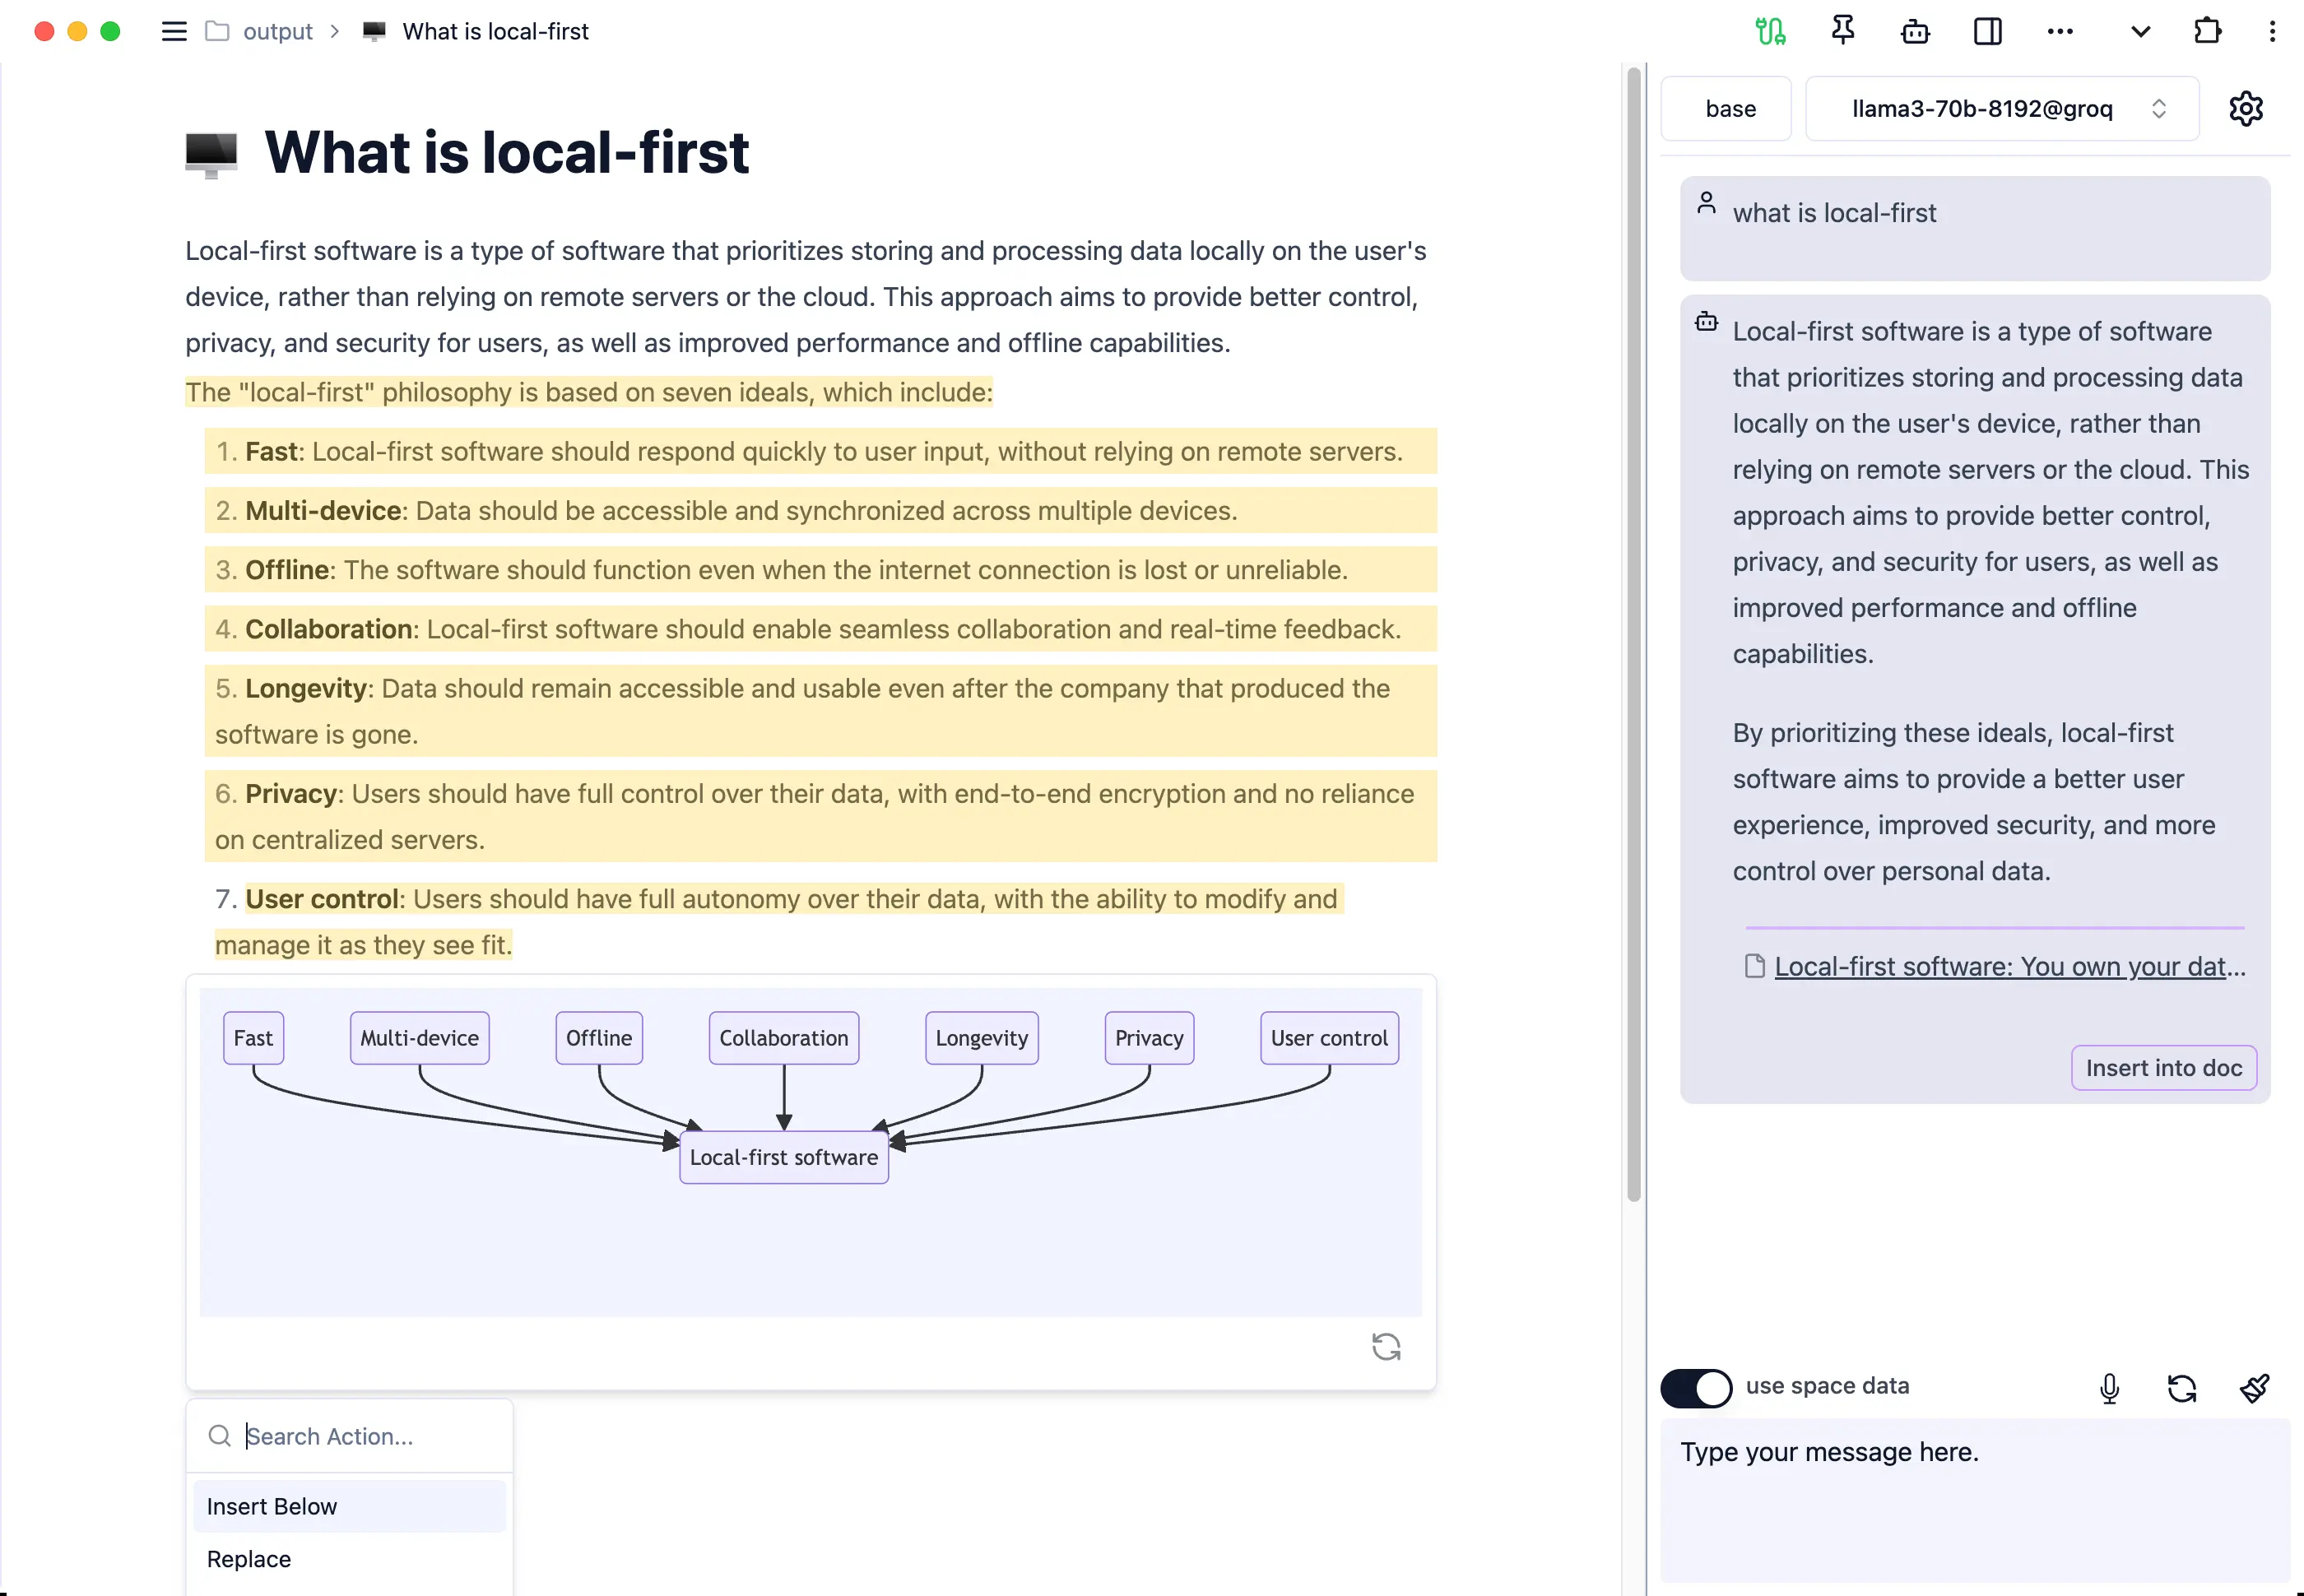 output
What is local-first
What is local-first
Local-first software is a type of software that prioritizes storing and processing data locally on the user's
device, rather than relying on remote servers or the cloud. This approach aims to provide better control,
privacy, and security for users, as well as improved performance and offline capabilities.
The "local-first" philosophy is based on seven ideals, which include:
1. Fast: Local-first software should respond quickly to user input, without relying on remote servers.
2. Multi-device: Data should be accessible and synchronized across multiple devices.
3. Offline: The software should function even when the internet connection is lost or unreliable.
4. Collaboration: Local-first software should enable seamless collaboration and real-time feedback.
5. Longevity: Data should remain accessible and usable even after the company that produced the
software is gone.
6. Privacy: Users should have full control over their data, with end-to-end encryption and no reliance
on centralized servers.
7. User control: Users should have full autonomy over their data, with the ability to modify and
manage it as they see fit.
Fast
Multi-device
Offline
Collaboration
Longevity
Privacy
User control
Local-first software
Search Action...
Insert Below
Replace
base
llama3-70b-8192@groq
what is local-first
Local-first software is a type of software
that prioritizes storing and processing data
locally on the user's device, rather than
relying on remote servers or the cloud. This
approach aims to provide better control,
privacy, and security for users, as well as
improved performance and offline
capabilities.
By prioritizing these ideals, local-first
software aims to provide a better user
experience, improved security, and more
control over personal data.
Local-first software: You own your dat...
Insert into doc
use space data
Type your message here.